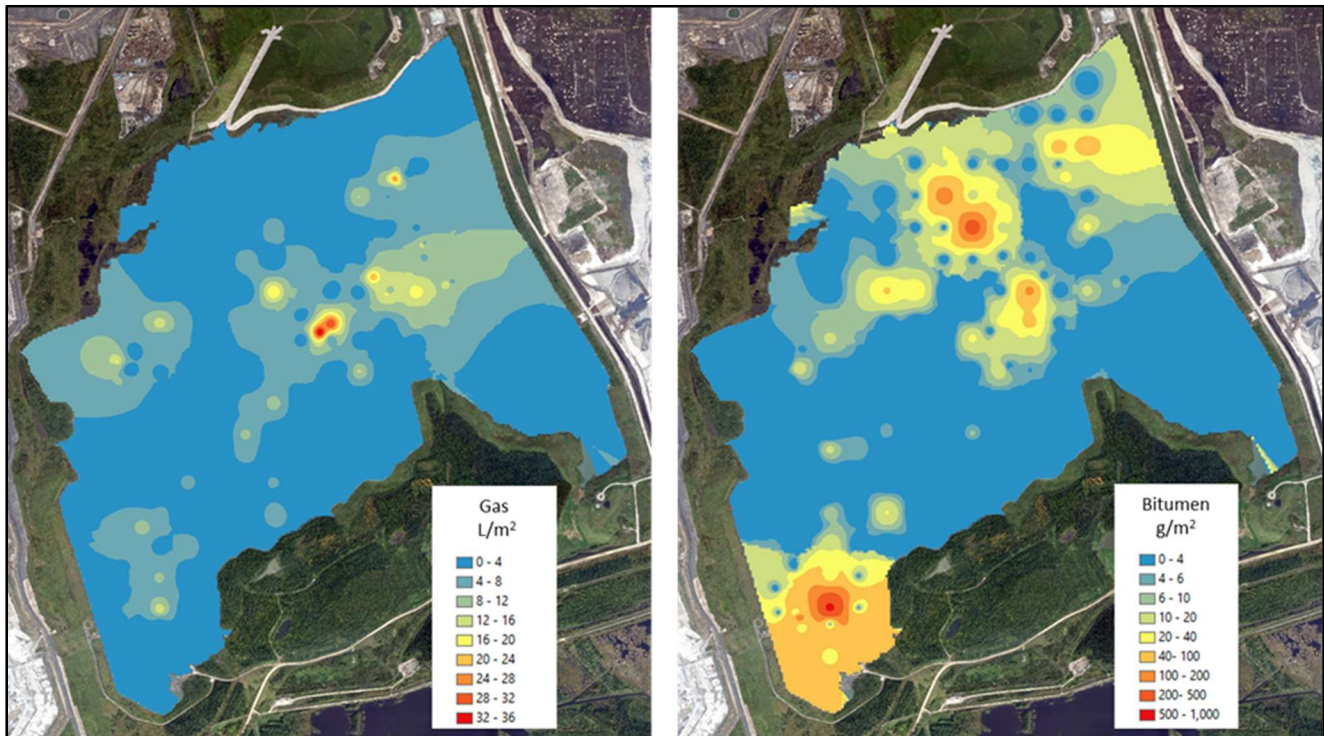 Gas
L/m²
0 - 4
4 - 8
8 - 12
12 - 16
16 - 20
20 - 24
24 - 28
28 - 32
32 - 36
Bitumen
g/m²
0 - 4
4 - 6
6 - 10
10 - 20
20 - 40
40- 100
100 - 200
200- 500
500 - 1,000